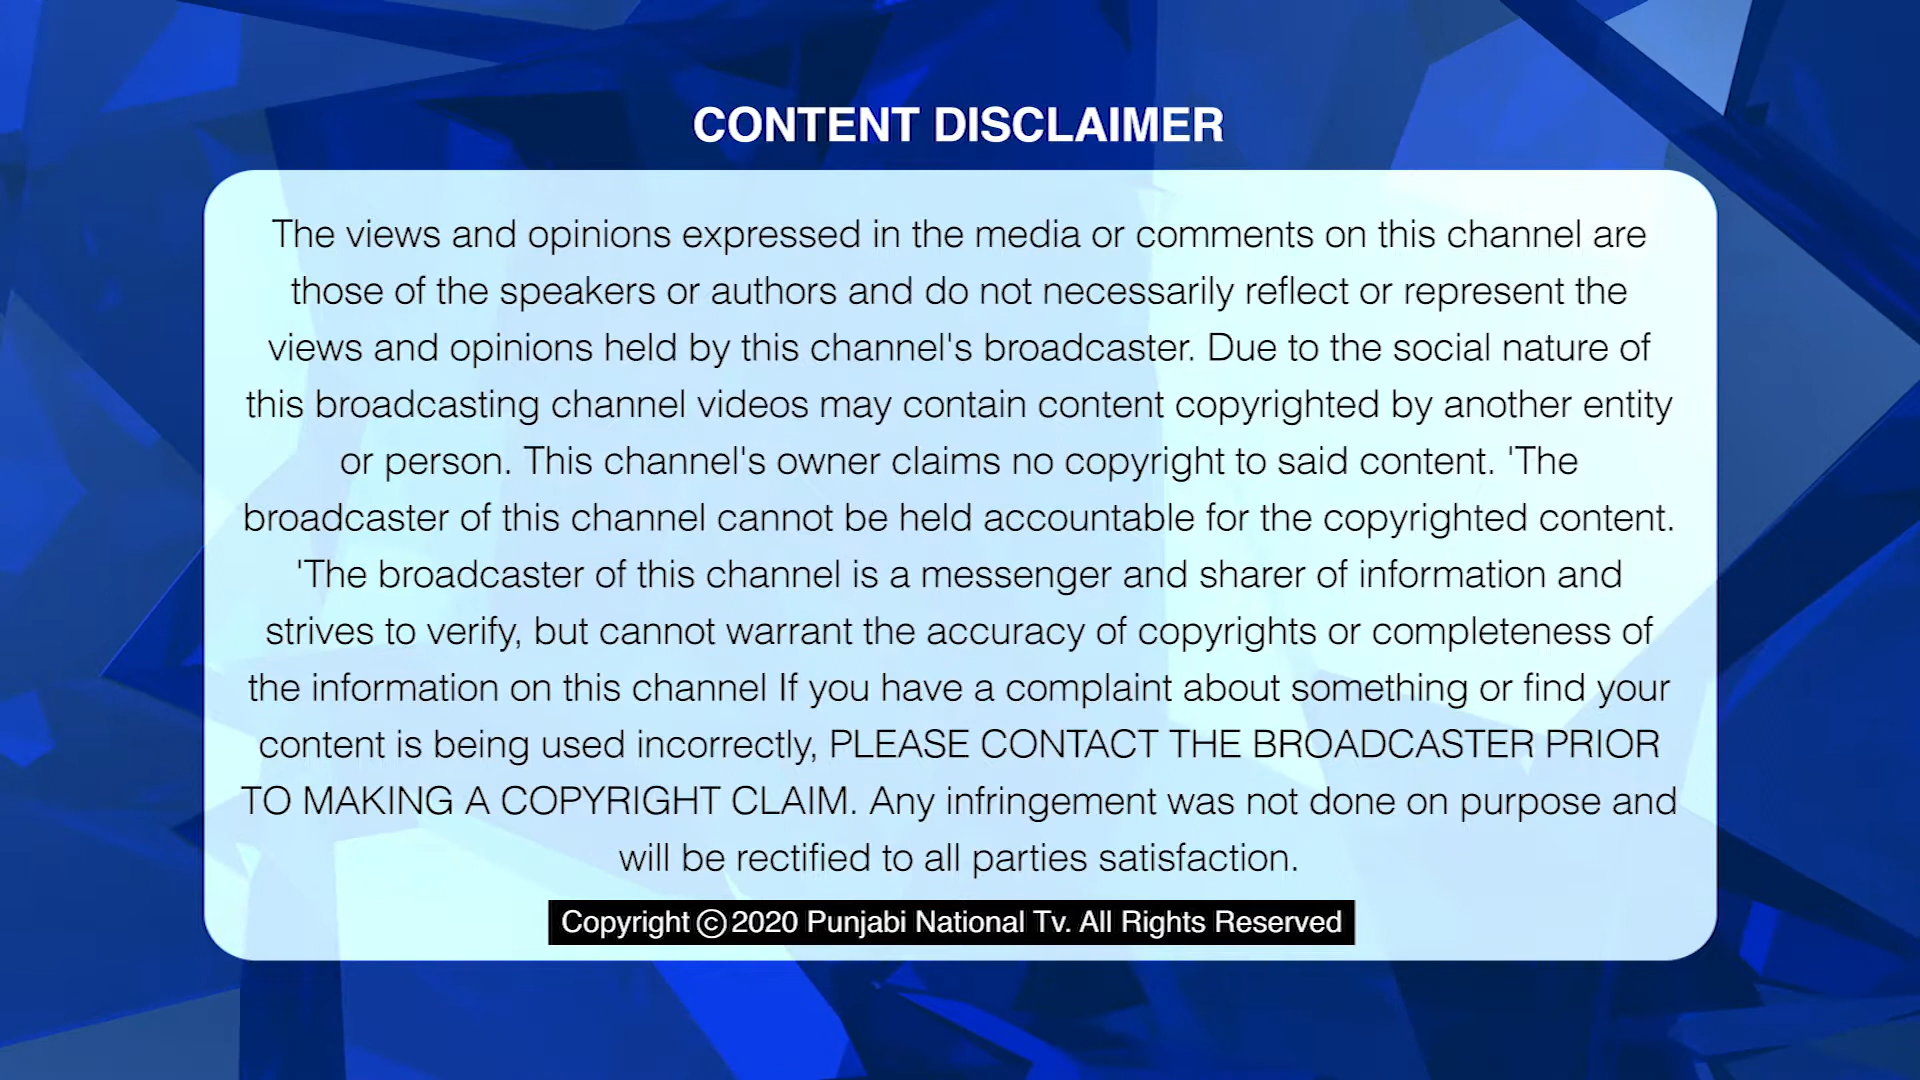 CONTENT DISCLAIMER
The views and opinions expressed in the media or comments on this channel are
those of the speakers or authors and do not necessarily reflect or represent the
views and opinions held by this channel's broadcaster. Due to the social nature of
this broadcasting channel videos may contain content copyrighted by another entity
or person. This channel's owner claims no copyright to said content. 'The
broadcaster of this channel cannot be held accountable for the copyrighted content.
'The broadcaster of this channel is a messenger and sharer of information and
strives to verify, but cannot warrant the accuracy of copyrights or completeness of
the information on this channel If you have a complaint about something or find your
content is being used incorrectly, PLEASE CONTACT THE BROADCASTER PRIOR
TO MAKING A COPYRIGHT CLAIM. Any infringement was not done on purpose and
will be rectified to all parties satisfaction.
Copyright © 2020 Punjabi National Tv. All Rights Reserved